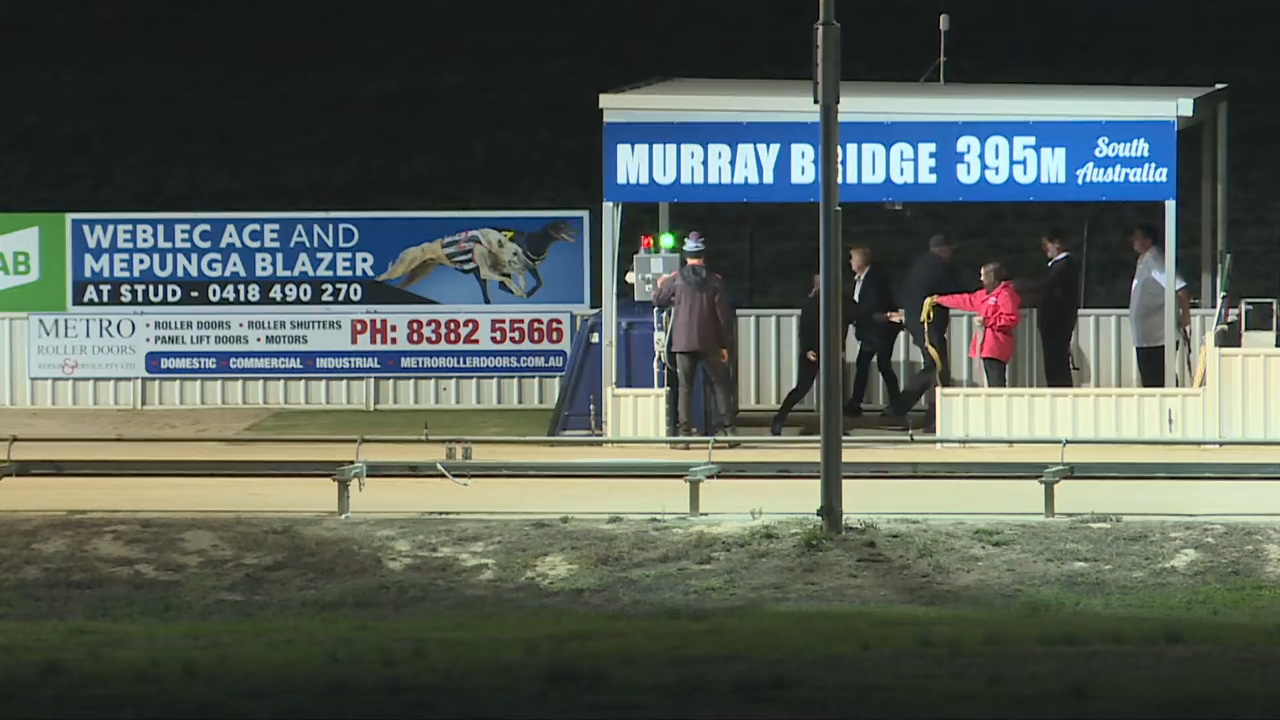 MURRAY BRIDGE 395M South Australia
AB
WEBLEC ACE AND
MEPUNGA BLAZER
AT STUD - 0418 490 270
METRO
ROLLER DOORS
• ROLLER DOORS • ROLLER SHUTTERS
• PANEL LIFT DOORS • MOTORS
PH: 8382 5566
DOMESTIC COMMERCIAL INDUSTRIAL METROROLLERDOORS.COM.AU